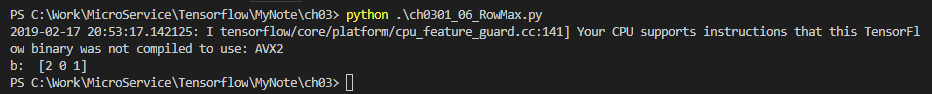 PS C:\Work\MicroService\Tensorflow\MyNote\ch03> python .\ch0301_06_RowMax.py
2019-02-17 20:53:17.142125: I tensorflow/core/platform/cpu_feature_guard.cc:141] Your CPU supports instructions that this TensorFl
ow binary was not compiled to use: AVX2
b:  [2 0 1]
PS C:\Work\MicroService\Tensorflow\MyNote\ch03>